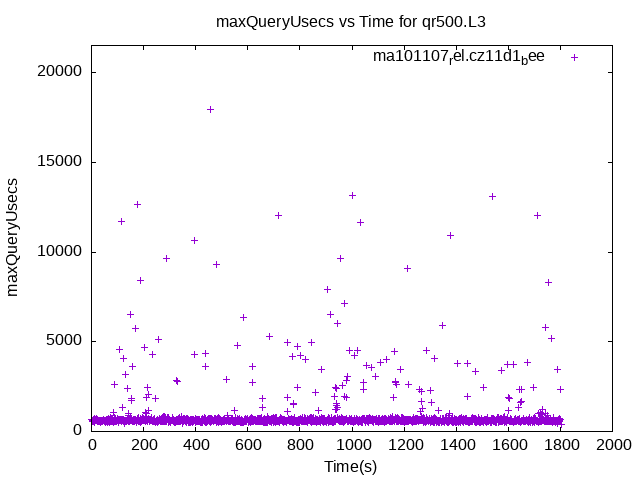 maxQueryUsecs vs Time for qr500.L3
ma101107rel.cz11d1bee
20000
15000
10000
5000
0
maxQueryUsecs
0 200 400 600 800 1000 1200 1400 1600 1800 2000
Time(s)